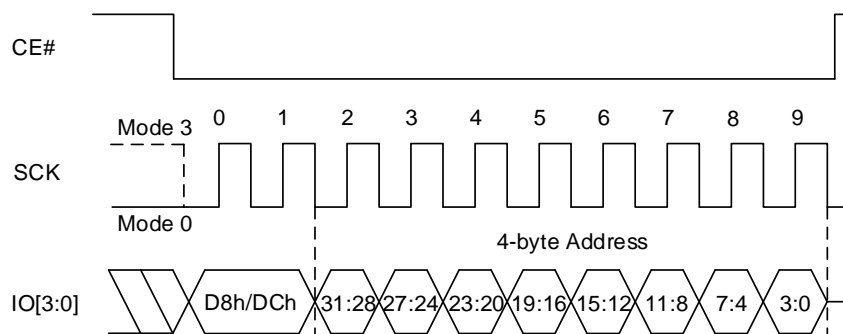 CE#
0 1 2 3 4 5 6 7 8 9
Mode 3
SCK
Mode 0
4-byte Address
IO[3:0] D8h/DCh 31:28 27:24 23:20 19:16 15:12 11:8 7:4 3:0